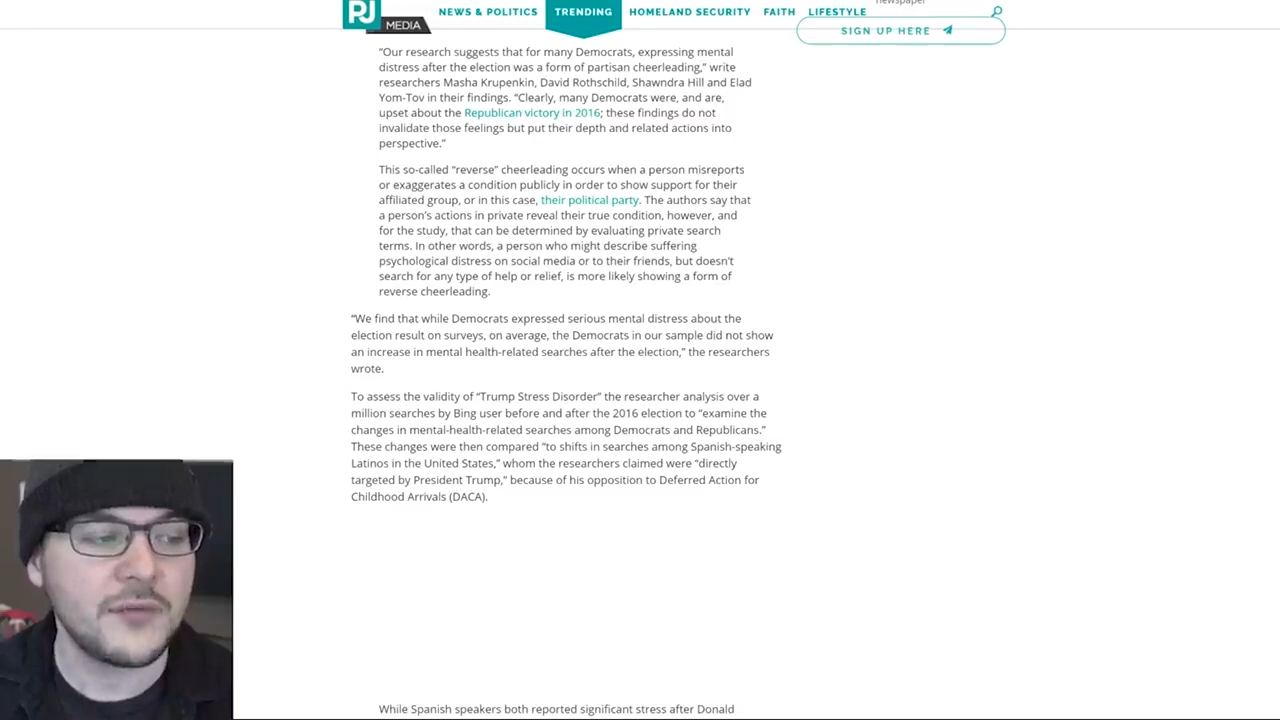 newspaper
PJ MEDIA
NEWS & POLITICS TRENDING HOMELAND SECURITY FAITH LIFESTYLE
SIGN UP HERE
“Our research suggests that for many Democrats, expressing mental
distress after the election was a form of partisan cheerleading,” write
researchers Masha Krupenkin, David Rothschild, Shawndra Hill and Elad
Yom-Tov in their findings. “Clearly, many Democrats were, and are,
upset about the Republican victory in 2016; these findings do not
invalidate those feelings but put their depth and related actions into
perspective.”
This so-called “reverse” cheerleading occurs when a person misreports
or exaggerates a condition publicly in order to show support for their
affiliated group, or in this case, their political party. The authors say that
a person’s actions in private reveal their true condition, however, and
for the study, that can be determined by evaluating private search
terms. In other words, a person who might describe suffering
psychological distress on social media or to their friends, but doesn’t
search for any type of help or relief, is more likely showing a form of
reverse cheerleading.
“We find that while Democrats expressed serious mental distress about the
election result on surveys, on average, the Democrats in our sample did not show
an increase in mental health-related searches after the election,” the researchers
wrote.
To assess the validity of “Trump Stress Disorder” the researcher analysis over a
million searches by Bing user before and after the 2016 election to “examine the
changes in mental-health-related searches among Democrats and Republicans.”
These changes were then compared “to shifts in searches among Spanish-speaking
Latinos in the United States,” whom the researchers claimed were “directly
targeted by President Trump,” because of his opposition to Deferred Action for
Childhood Arrivals (DACA).
While Spanish speakers both reported significant stress after Donald